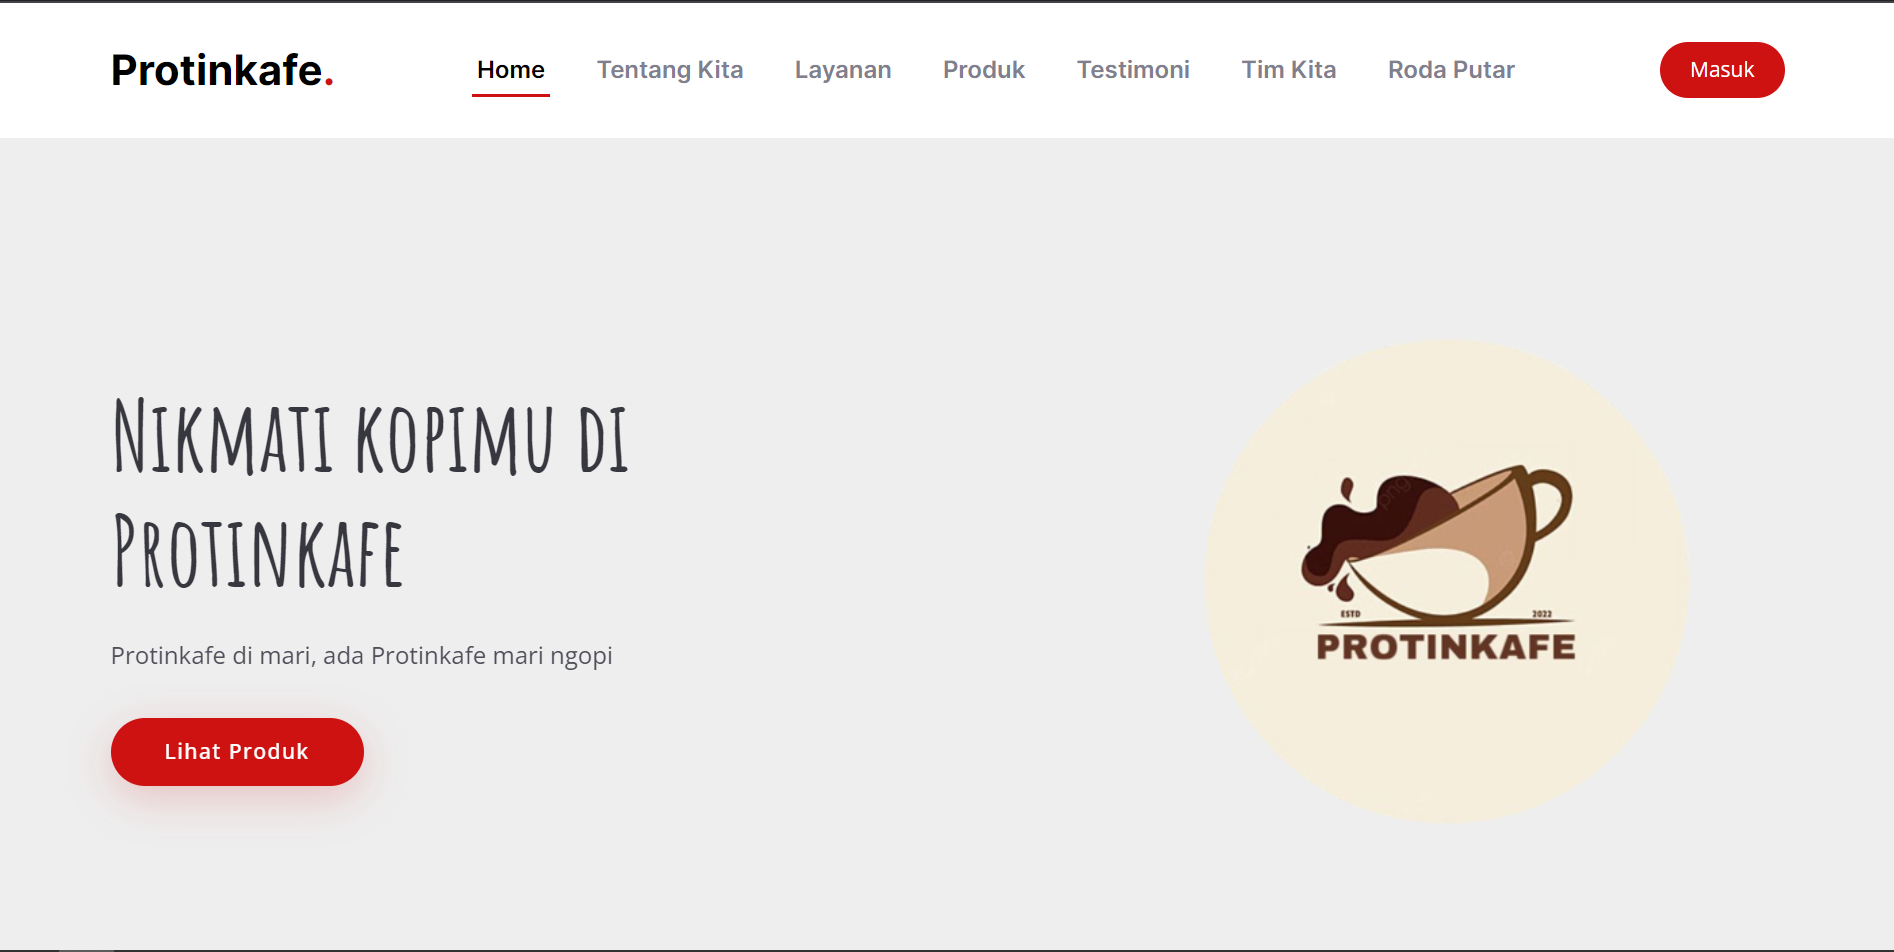 Protinkafe.
Home
Tentang Kita
Layanan
Produk
Testimoni
Tim Kita
Roda Putar
Masuk
Nikmati kopimu di
Protinkafe
Protinkafe di mari, ada Protinkafe mari ngopi
Lihat Produk
png
ESTD 2022
PROTINKAFE